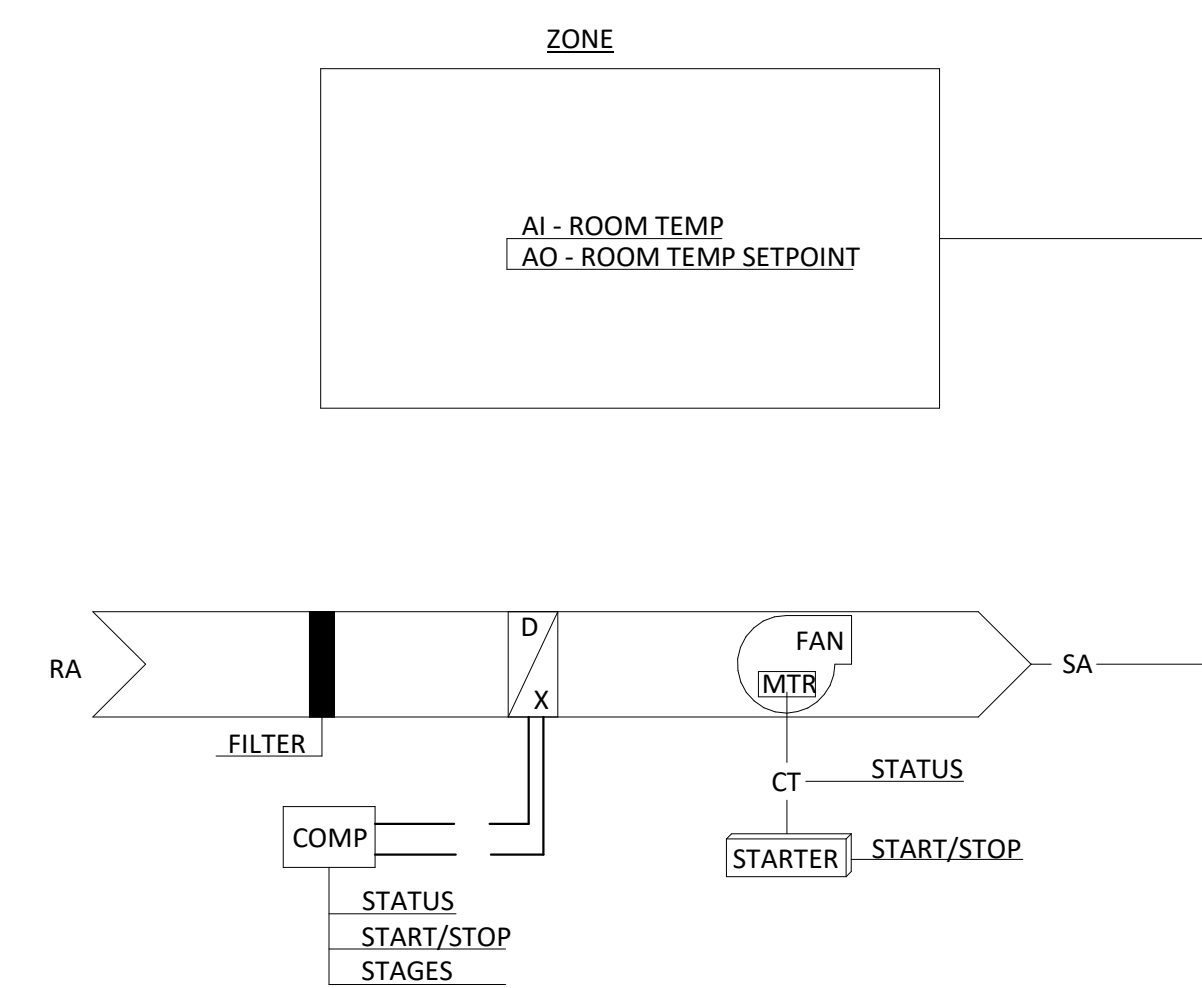 ZONE
AI - ROOM TEMP
AO - ROOM TEMP SETPOINT
RA
D
X
FAN
MTR
SA
FILTER
CT
STATUS
COMP
STARTER
START/STOP
STATUS
START/STOP
STAGES